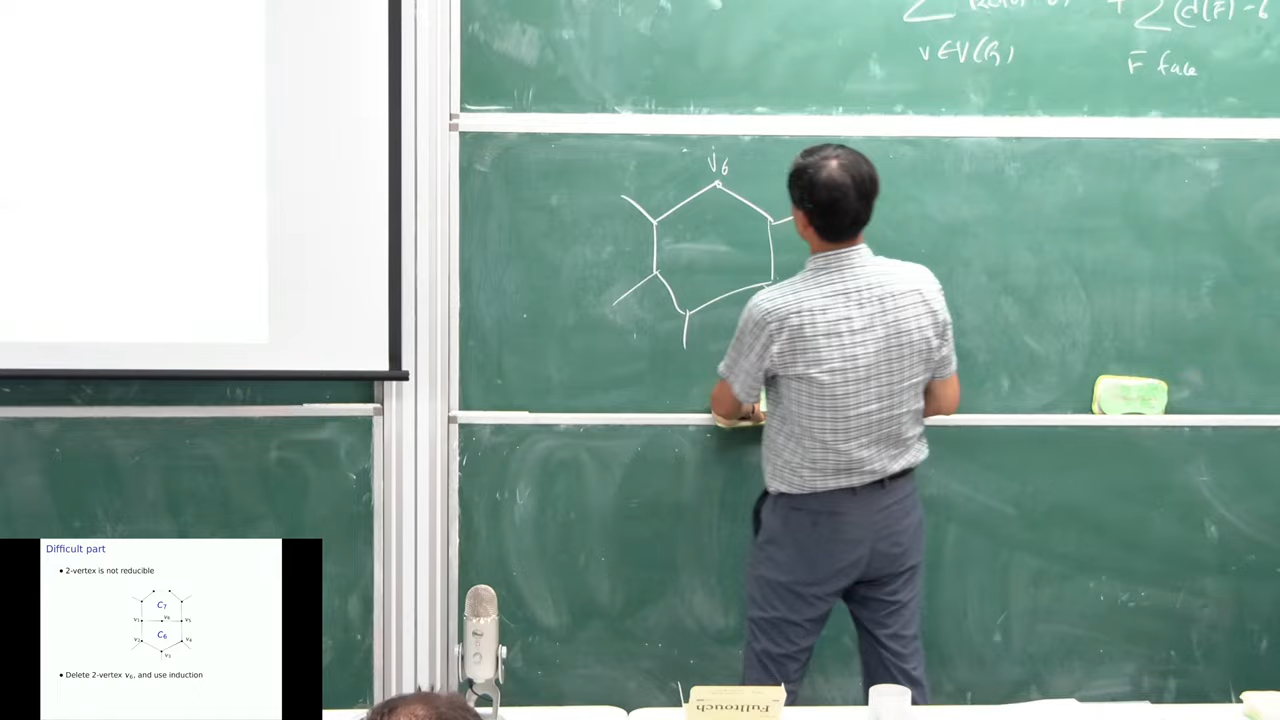 v∈V(G)
F face
v6
Difficult part
• 2-vertex is not reducible
C7
v1 v6 v5
C6
v2 v4
v3
• Delete 2-vertex v6, and use induction
Fulltouch